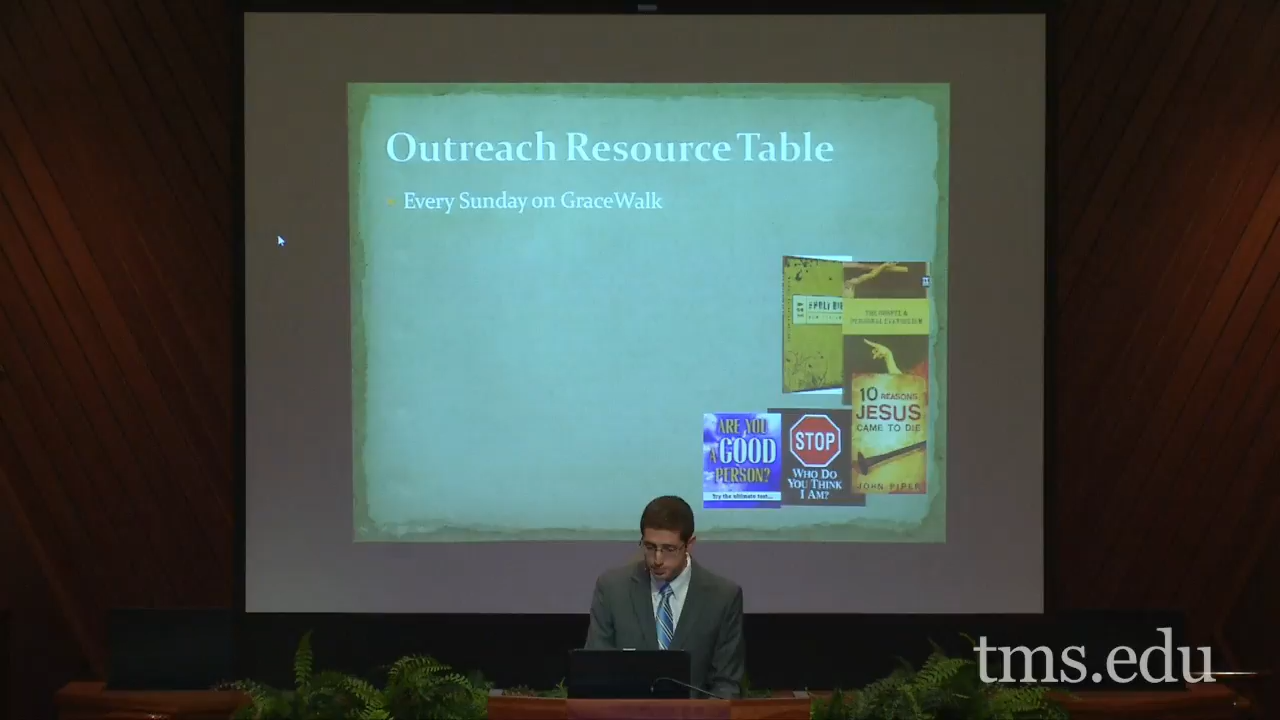 Outreach Resource Table
Every Sunday on GraceWalk
THE GOSPEL &
PERSONAL EVANGELISM
10 REASONS
JESUS
CAME TO DIE
JOHN PIPER
ARE YOU
A GOOD
PERSON?
Try the ultimate test...
STOP
WHO DO
YOU THINK
I AM?
tms.edu